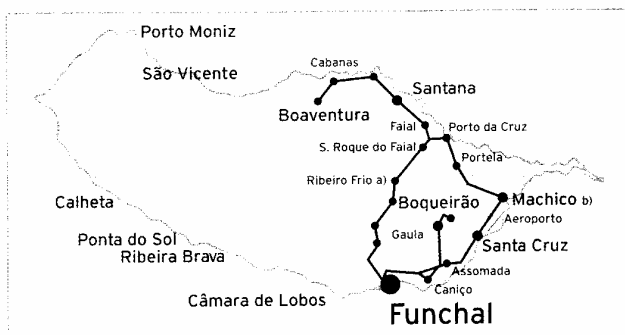 Porto Moniz
Cabanas
São Vicente
Santana
Boaventura
Faial
Porto da Cruz
S. Roque do Faial
Portela
Ribeiro Frio a)
Boqueirão
Machico b)
Calheta
Aeroporto
Gaula
Ponta do Sol
Santa Cruz
Ribeira Brava
Assomada
Caniço
Câmara de Lobos
Funchal